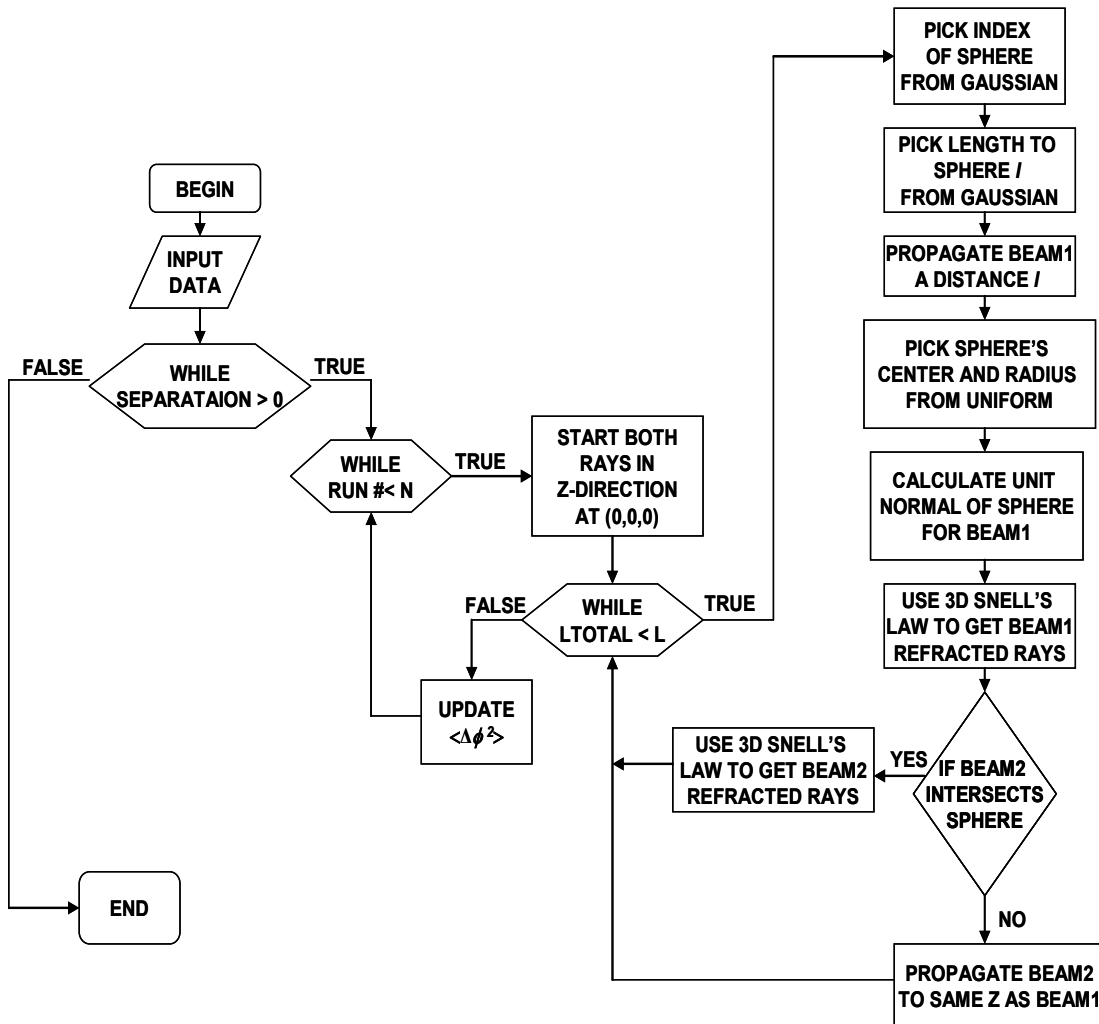 BEGIN
INPUT
DATA
FALSE
WHILE
SEPARATAION > 0
TRUE
WHILE
RUN #< N
TRUE
START BOTH
RAYS IN
Z-DIRECTION
AT (0,0,0)
FALSE
WHILE
LTOTAL < L
TRUE
UPDATE
<Δϕ²>
PICK INDEX
OF SPHERE
FROM GAUSSIAN
PICK LENGTH TO
SPHERE l
FROM GAUSSIAN
PROPAGATE BEAM1
A DISTANCE l
PICK SPHERE'S
CENTER AND RADIUS
FROM UNIFORM
CALCULATE UNIT
NORMAL OF SPHERE
FOR BEAM1
USE 3D SNELL'S
LAW TO GET BEAM1
REFRACTED RAYS
IF BEAM2
INTERSECTS
SPHERE
YES
USE 3D SNELL'S
LAW TO GET BEAM2
REFRACTED RAYS
NO
PROPAGATE BEAM2
TO SAME Z AS BEAM1
END